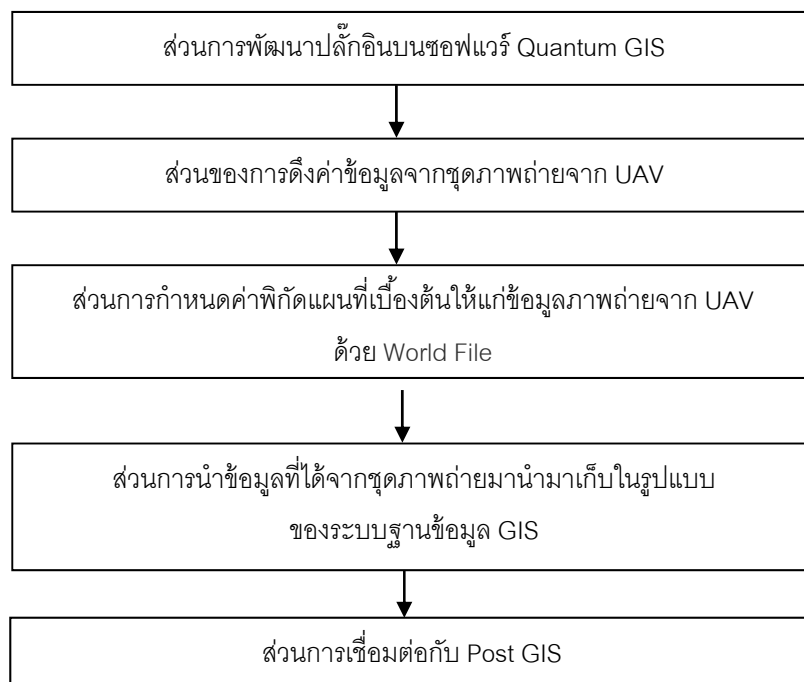 ส่วนการพัฒนาปลั๊กอินบนซอฟแวร์ Quantum GIS
ส่วนของการดึงค่าข้อมูลจากชุดภาพถ่ายจาก UAV
ส่วนการกำหนดค่าพิกัดแผนที่เบื้องต้นให้แก่ข้อมูลภาพถ่ายจาก UAV
ด้วย World File
ส่วนการนำข้อมูลที่ได้จากชุดภาพถ่ายมานำมาเก็บในรูปแบบ
ของระบบฐานข้อมูล GIS
ส่วนการเชื่อมต่อกับ Post GIS